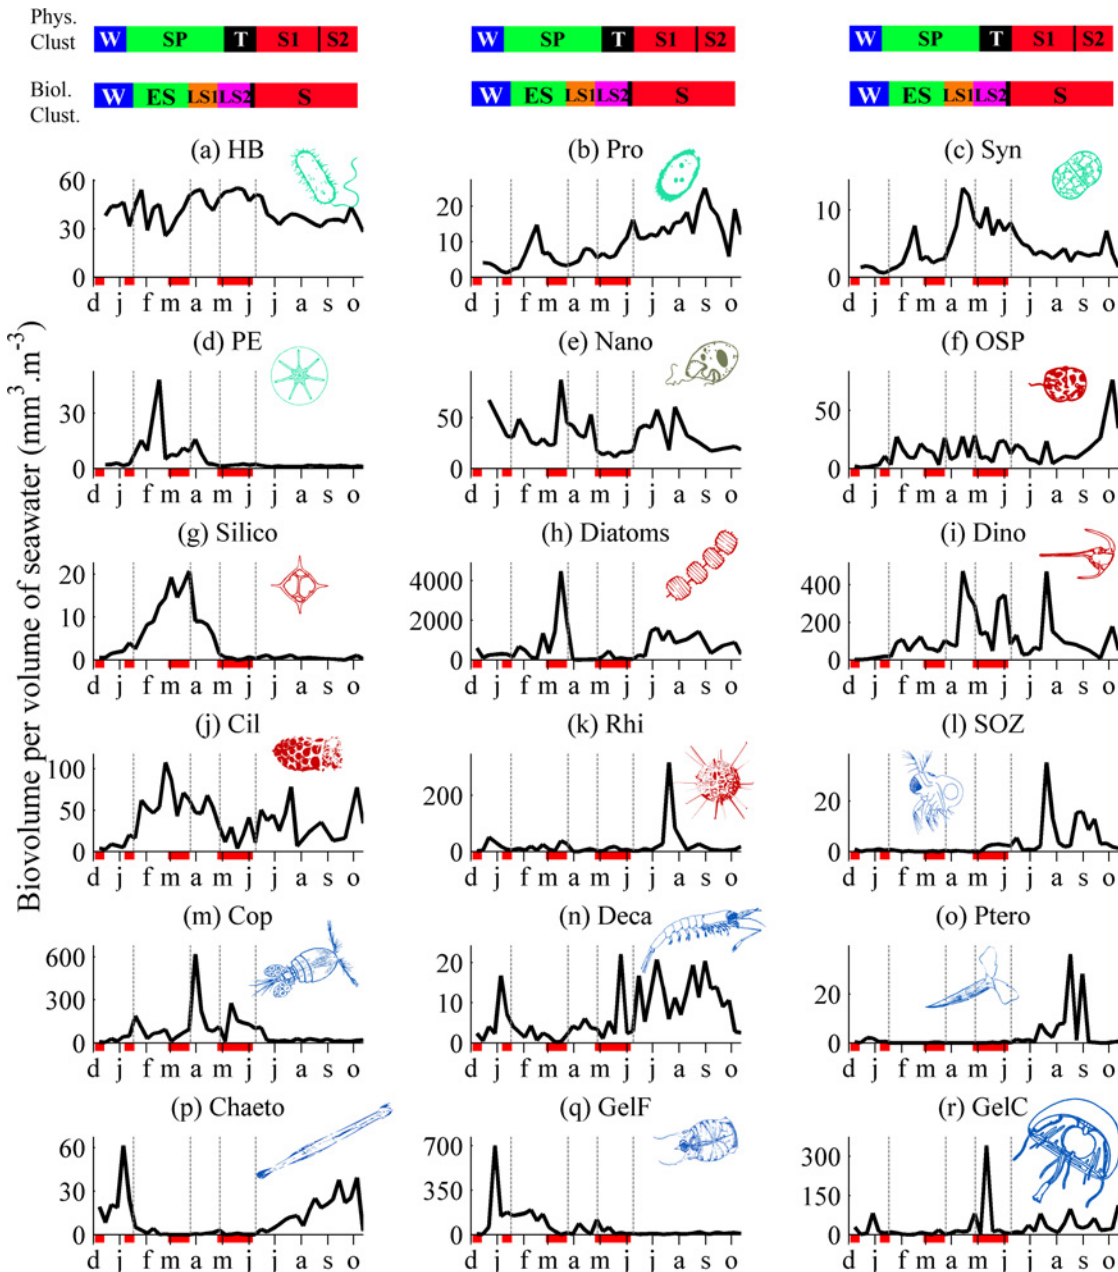 Phys.
Clust
W SP T S1 S2
W SP T S1 S2
W SP T S1 S2
Biol.
Clust.
W ES LS1 LS2 S
W ES LS1 LS2 S
W ES LS1 LS2 S
Biovolume per volume of seawater (mm³.m⁻³)
(a) HB
60
30
0
d j f m a m j j a s o
(b) Pro
20
10
0
d j f m a m j j a s o
(c) Syn
10
0
d j f m a m j j a s o
(d) PE
30
0
d j f m a m j j a s o
(e) Nano
50
0
d j f m a m j j a s o
(f) OSP
50
0
d j f m a m j j a s o
(g) Silico
20
10
0
d j f m a m j j a s o
(h) Diatoms
4000
2000
0
d j f m a m j j a s o
(i) Dino
400
200
0
d j f m a m j j a s o
(j) Cil
100
50
0
d j f m a m j j a s o
(k) Rhi
200
0
d j f m a m j j a s o
(l) SOZ
20
0
d j f m a m j j a s o
(m) Cop
600
300
0
d j f m a m j j a s o
(n) Deca
20
10
0
d j f m a m j j a s o
(o) Ptero
20
0
d j f m a m j j a s o
(p) Chaeto
60
30
0
d j f m a m j j a s o
(q) GelF
700
350
0
d j f m a m j j a s o
(r) GelC
300
150
0
d j f m a m j j a s o